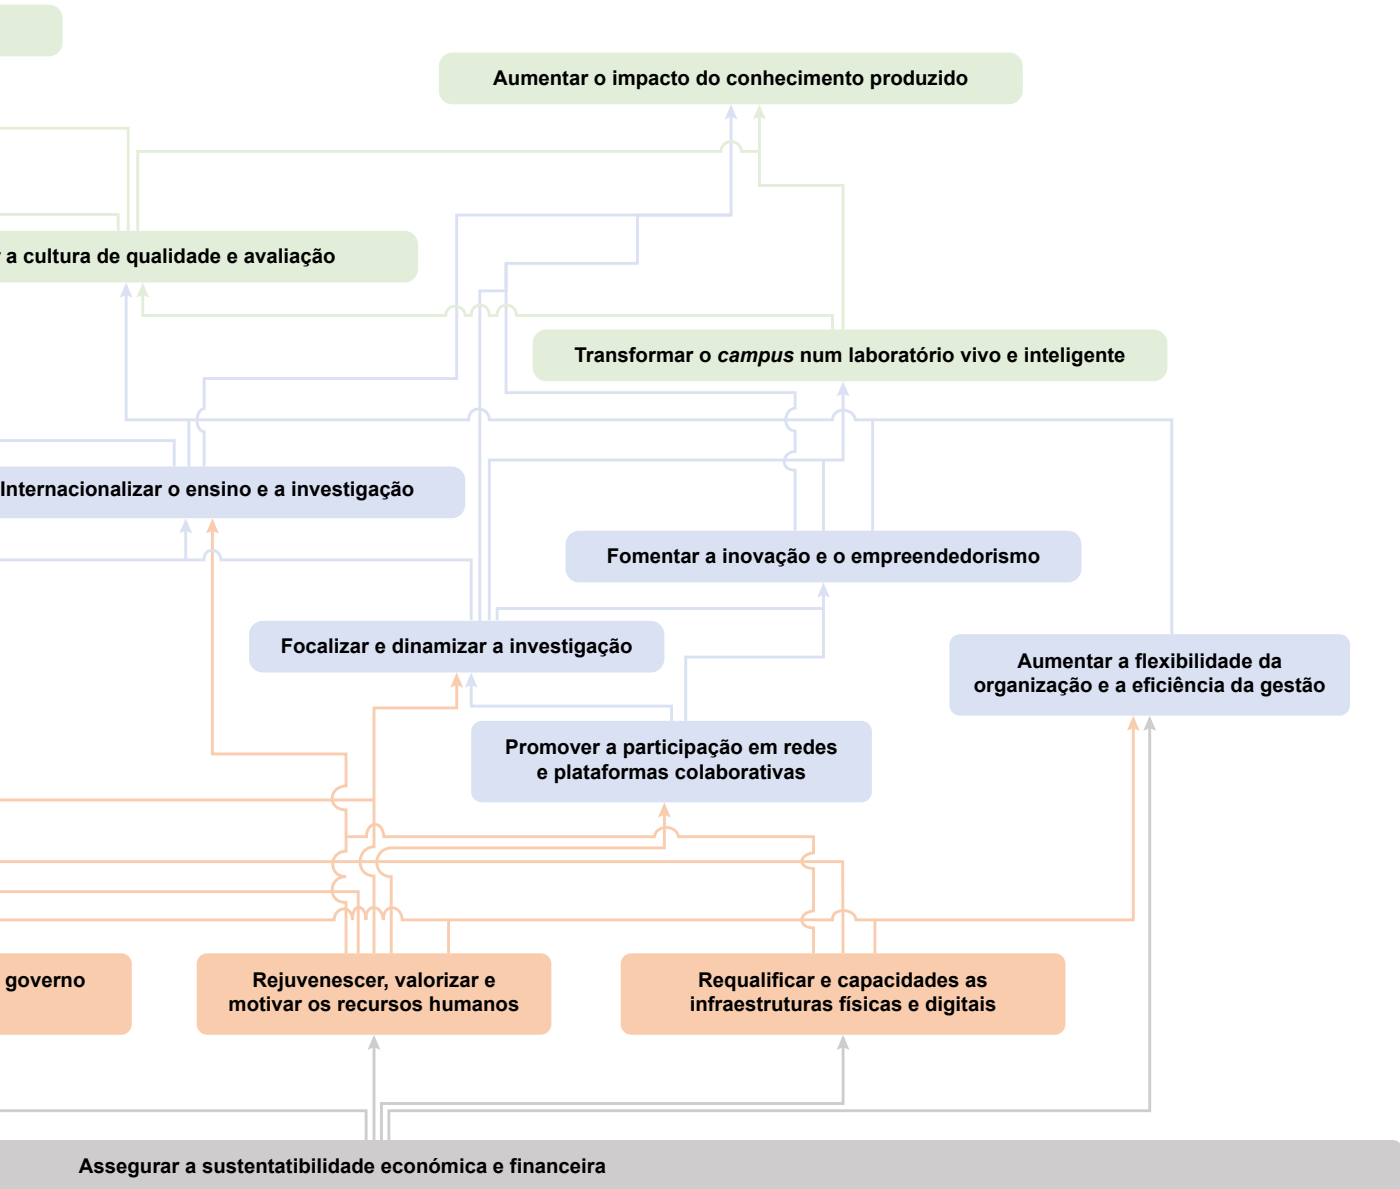 Aumentar o impacto do conhecimento produzido
a cultura de qualidade e avaliação
Transformar o campus num laboratório vivo e inteligente
Internacionalizar o ensino e a investigação
Fomentar a inovação e o empreendedorismo
Focalizar e dinamizar a investigação
Aumentar a flexibilidade da
organização e a eficiência da gestão
Promover a participação em redes
e plataformas colaborativas
governo
Rejuvenescer, valorizar e
motivar os recursos humanos
Requalificar e capacidades as
infraestruturas físicas e digitais
Assegurar a sustentatibilidade económica e financeira